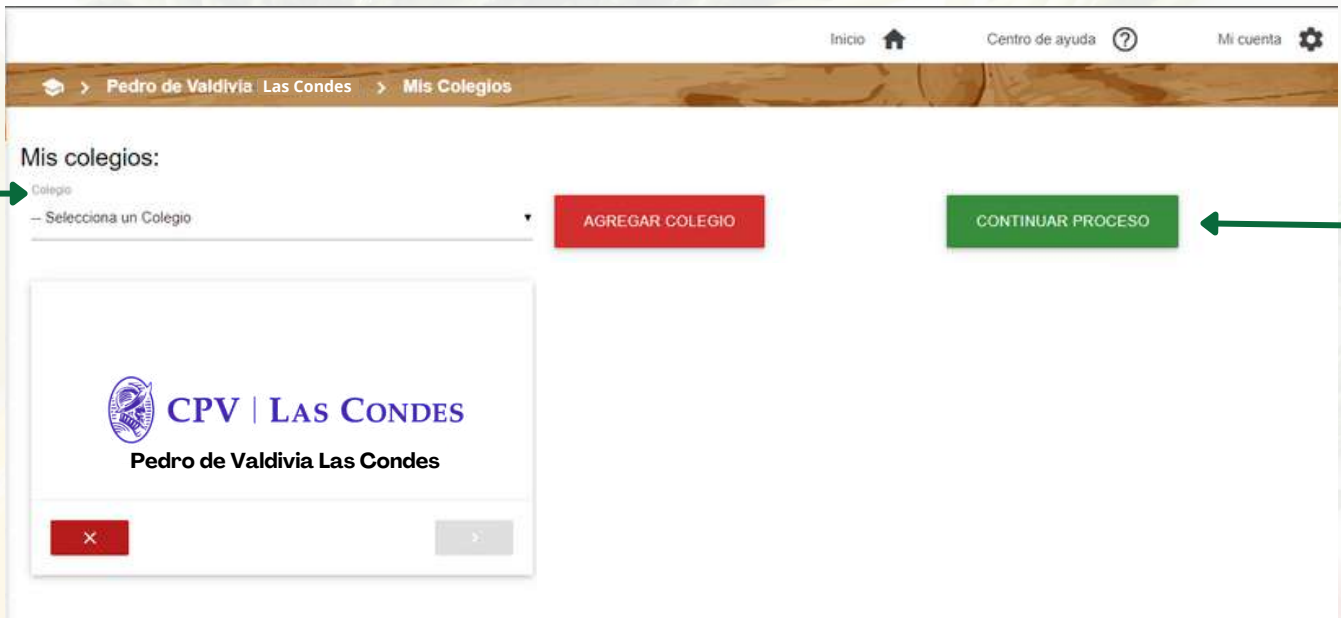 Inicio Centro de ayuda Mi cuenta
> Pedro de Valdivia Las Condes > Mis Colegios
Mis colegios:
Colegio
-- Selecciona un Colegio
AGREGAR COLEGIO
CONTINUAR PROCESO
CPV | LAS CONDES
Pedro de Valdivia Las Condes